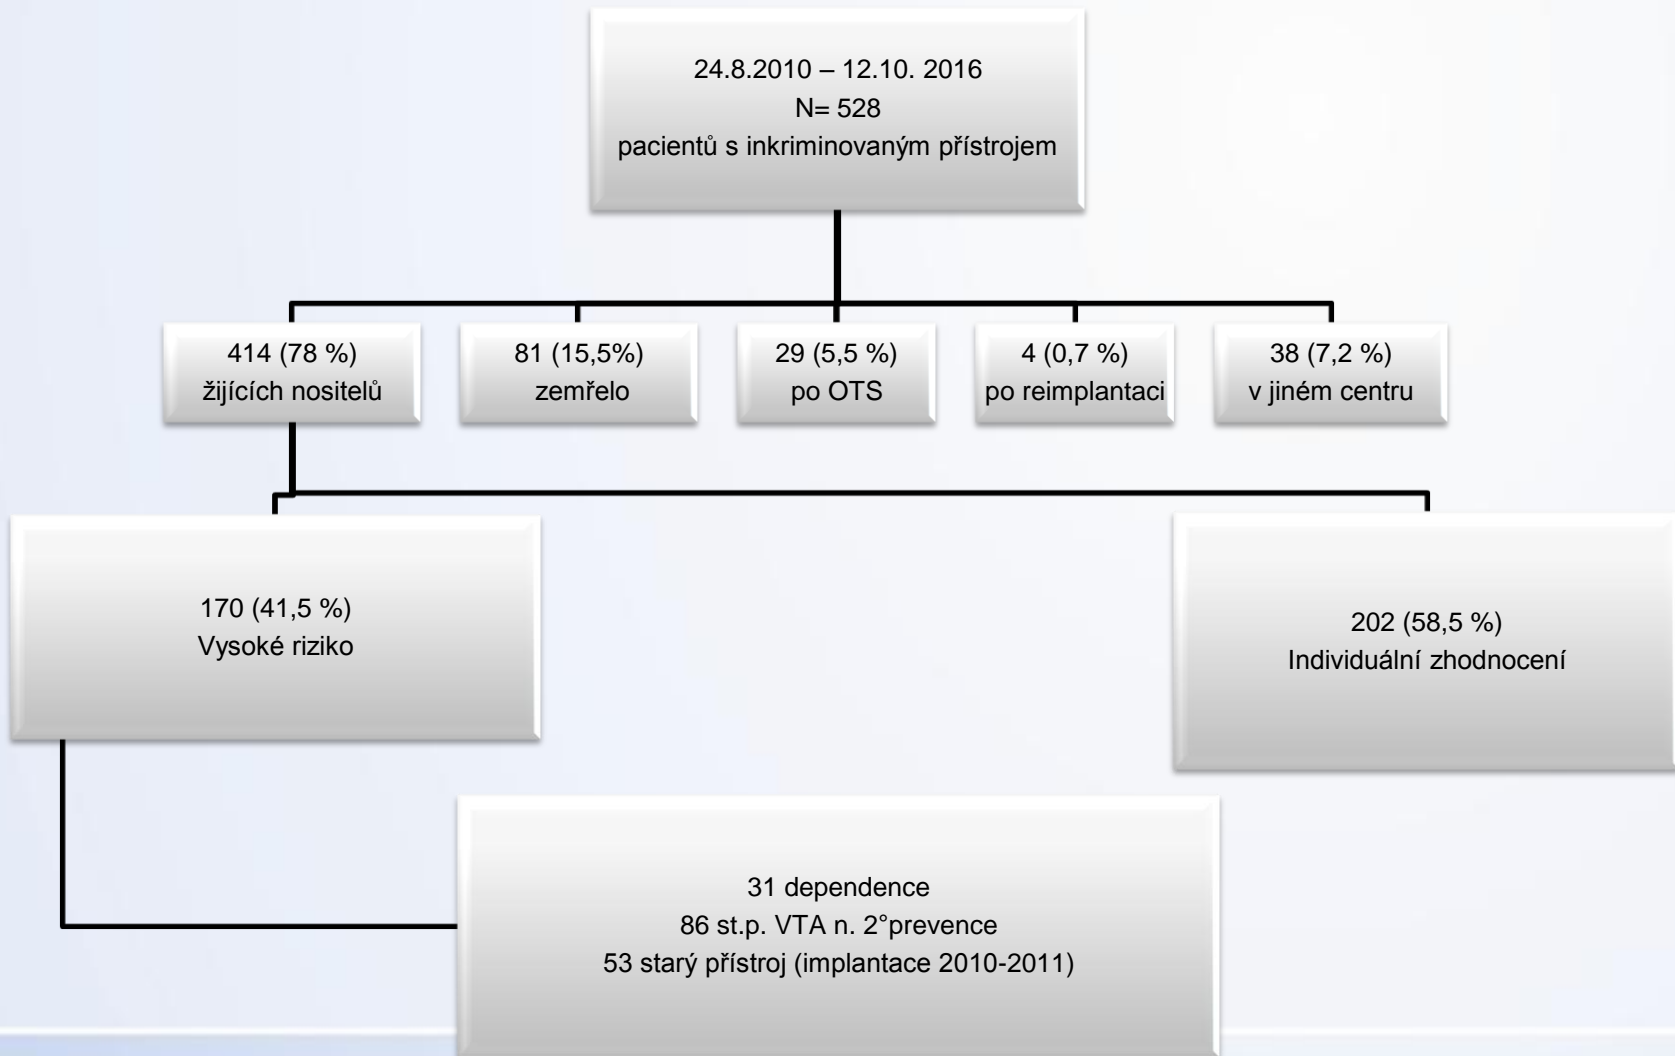 24.8.2010 – 12.10. 2016
N= 528
pacientů s inkriminovaným přístrojem
414 (78 %)
žijících nositelů
81 (15,5%)
zemřelo
29 (5,5 %)
po OTS
4 (0,7 %)
po reimplantaci
38 (7,2 %)
v jiném centru
170 (41,5 %)
Vysoké riziko
202 (58,5 %)
Individuální zhodnocení
31 dependence
86 st.p. VTA n. 2°prevence
53 starý přístroj (implantace 2010-2011)